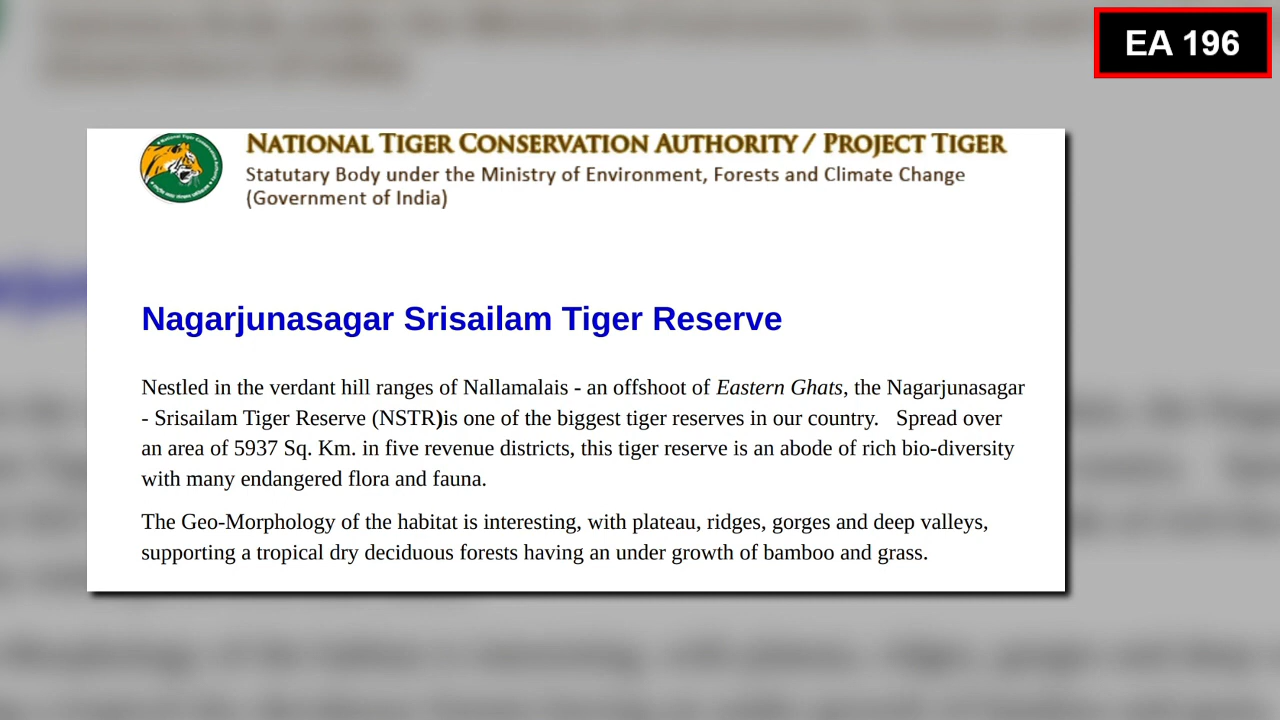 EA 196
NATIONAL TIGER CONSERVATION AUTHORITY / PROJECT TIGER
Statutary Body under the Ministry of Environment, Forests and Climate Change
(Government of India)
Nagarjunasagar Srisailam Tiger Reserve
Nestled in the verdant hill ranges of Nallamalais - an offshoot of Eastern Ghats, the Nagarjunasagar
- Srisailam Tiger Reserve (NSTR)is one of the biggest tiger reserves in our country.   Spread over
an area of 5937 Sq. Km. in five revenue districts, this tiger reserve is an abode of rich bio-diversity
with many endangered flora and fauna.
The Geo-Morphology of the habitat is interesting, with plateau, ridges, gorges and deep valleys,
supporting a tropical dry deciduous forests having an under growth of bamboo and grass.